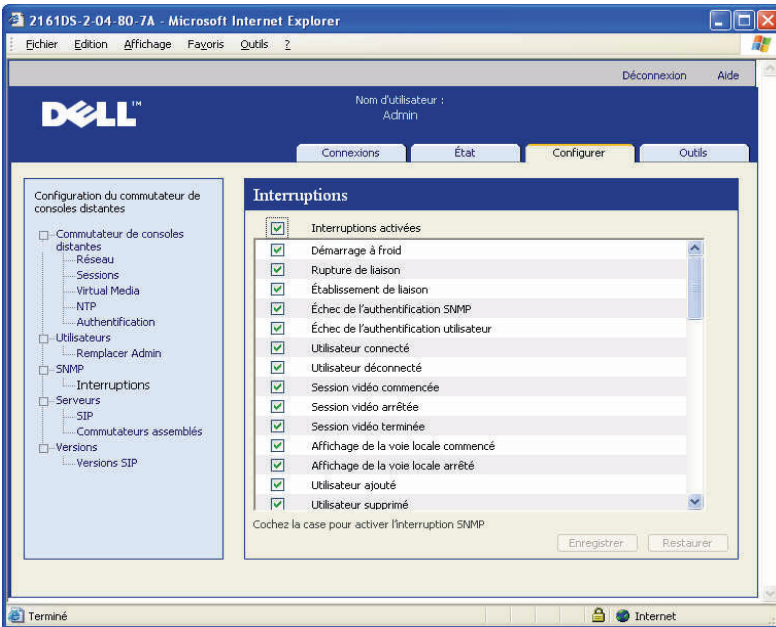 2161DS-2-04-80-7A - Microsoft Internet Explorer
Fichier Edition Affichage Favoris Outils ?
Déconnexion Aide
DELL™
Nom d'utilisateur :
Admin
Connexions État Configurer Outils
Configuration du commutateur de
consoles distantes
Commutateur de consoles
distantes
Réseau
Sessions
Virtual Media
NTP
Authentification
Utilisateurs
Remplacer Admin
SNMP
Interruptions
Serveurs
SIP
Commutateurs assemblés
Versions
Versions SIP
Interruptions
Interruptions activées
Démarrage à froid
Rupture de liaison
Établissement de liaison
Échec de l'authentification SNMP
Échec de l'authentification utilisateur
Utilisateur connecté
Utilisateur déconnecté
Session vidéo commencée
Session vidéo arrêtée
Session vidéo terminée
Affichage de la voie locale commencé
Affichage de la voie locale arrêté
Utilisateur ajouté
Utilisateur supprimé
Cochez la case pour activer l'interruption SNMP
Enregistrer Restaurer
Terminé Internet